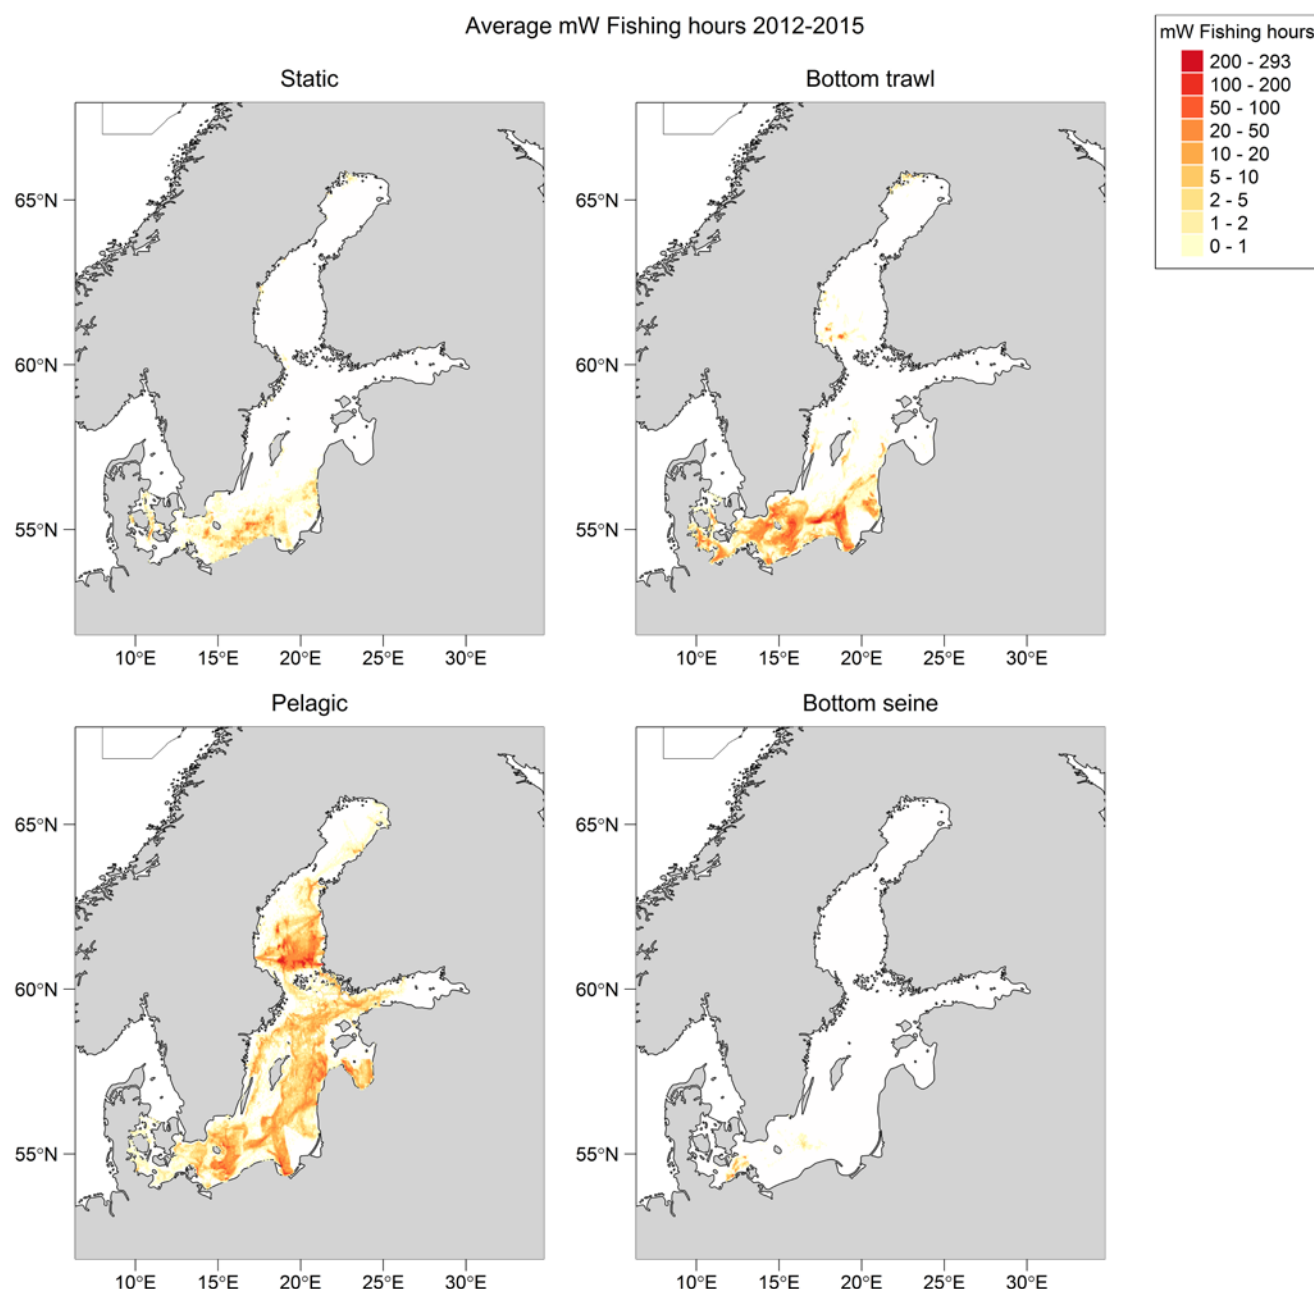 Average mW Fishing hours 2012-2015
mW Fishing hours
200 - 293
100 - 200
50 - 100
20 - 50
10 - 20
5 - 10
2 - 5
1 - 2
0 - 1
Static
65°N
60°N
55°N
10°E 15°E 20°E 25°E 30°E
Bottom trawl
65°N
60°N
55°N
10°E 15°E 20°E 25°E 30°E
Pelagic
65°N
60°N
55°N
10°E 15°E 20°E 25°E 30°E
Bottom seine
65°N
60°N
55°N
10°E 15°E 20°E 25°E 30°E